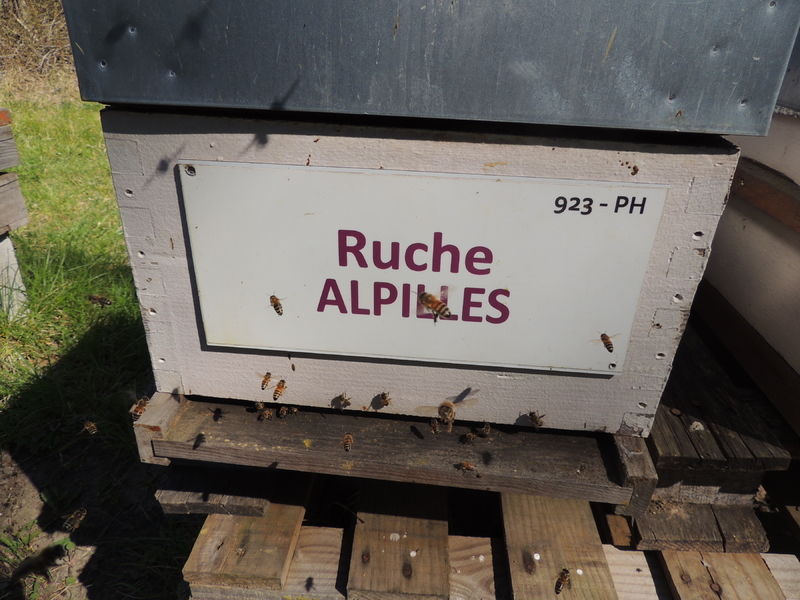 923 - PH
Ruche
ALPILLES